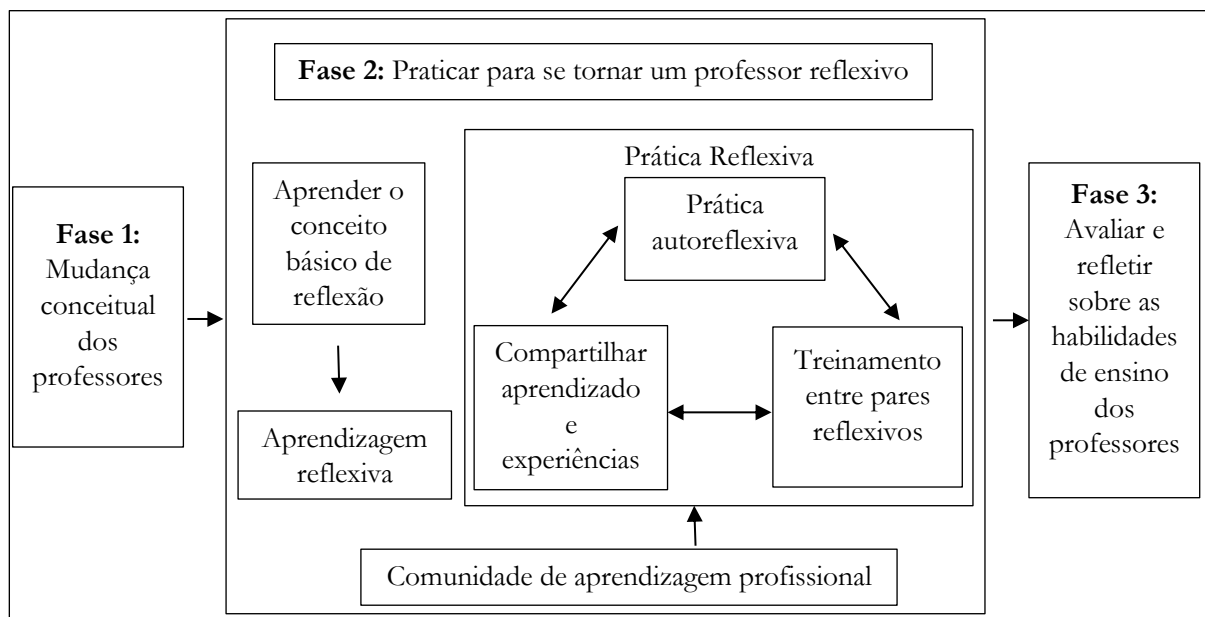 Fase 2: Praticar para se tornar um professor reflexivo
Fase 1:
Mudança
conceitual
dos
professores
Aprender o
conceito
básico de
reflexão
Aprendizagem
reflexiva
Prática Reflexiva
Prática
autoreflexiva
Compartilhar
aprendizado
e
experiências
Treinamento
entre pares
reflexivos
Comunidade de aprendizagem profissional
Fase 3:
Avaliar e
refletir
sobre as
habilidades
de ensino
dos
professores